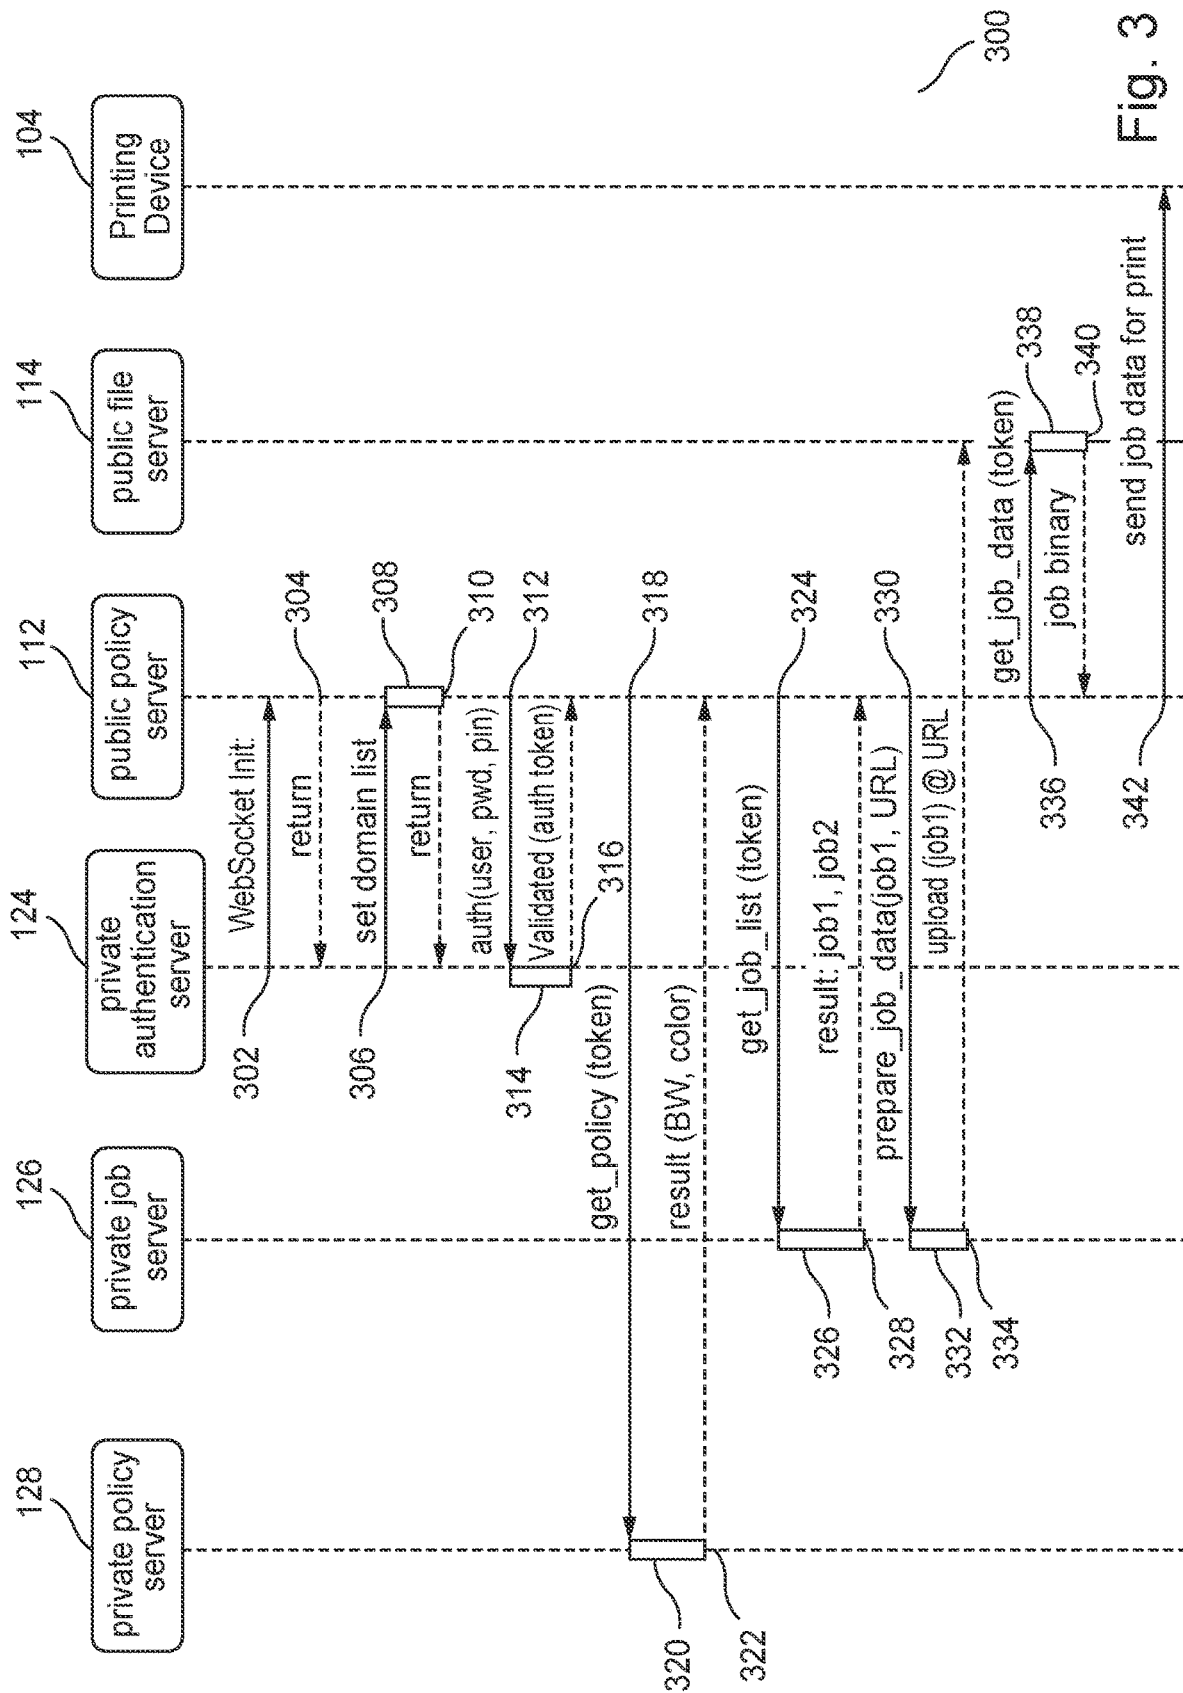 128
126
124
112
114
104
private policy
server
private job
server
private
authentication
server
public policy
server
public file
server
Printing
Device
302
WebSocket Init:
return
304
306
set domain list
308
return
310
auth(user, pwd, pin)
312
314
Validated (auth token)
316
get_policy (token)
318
320
result (BW, color)
322
get_job_list (token)
324
326
result: job1, job2
328
prepare_job_data(job1, URL)
330
332
upload (job1) @ URL
334
336
get_job_data (token)
338
job binary
340
342
send job data for print
300
Fig. 3